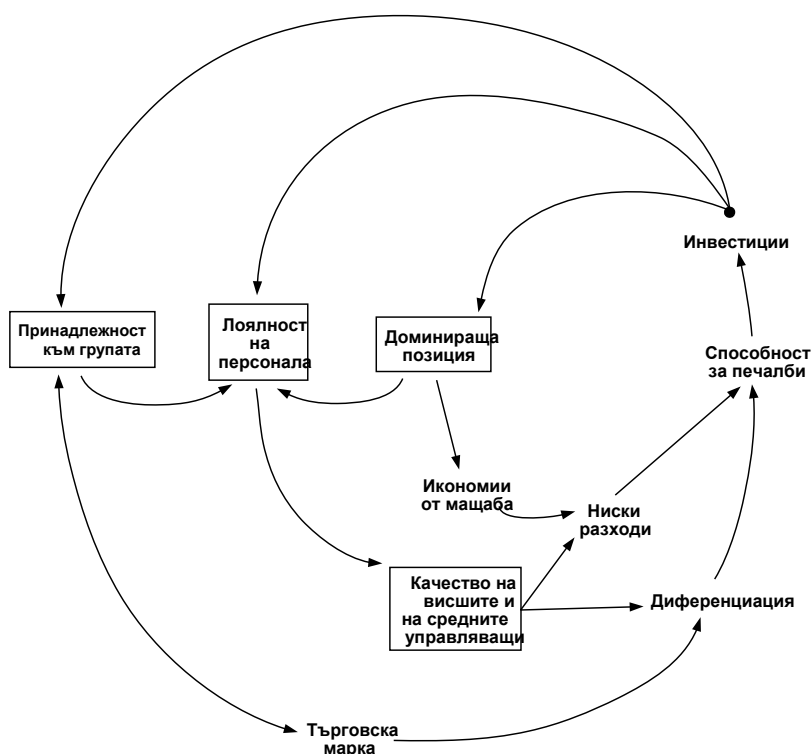 Инвестиции
Принадлежност
към групата
Лоялност
на
персонала
Доминираща
позиция
Способност
за печалби
Икономии
от мащаба
Ниски
разходи
Качество на
висшите и
на средните
управляващи
Диференциация
Търговска
марка